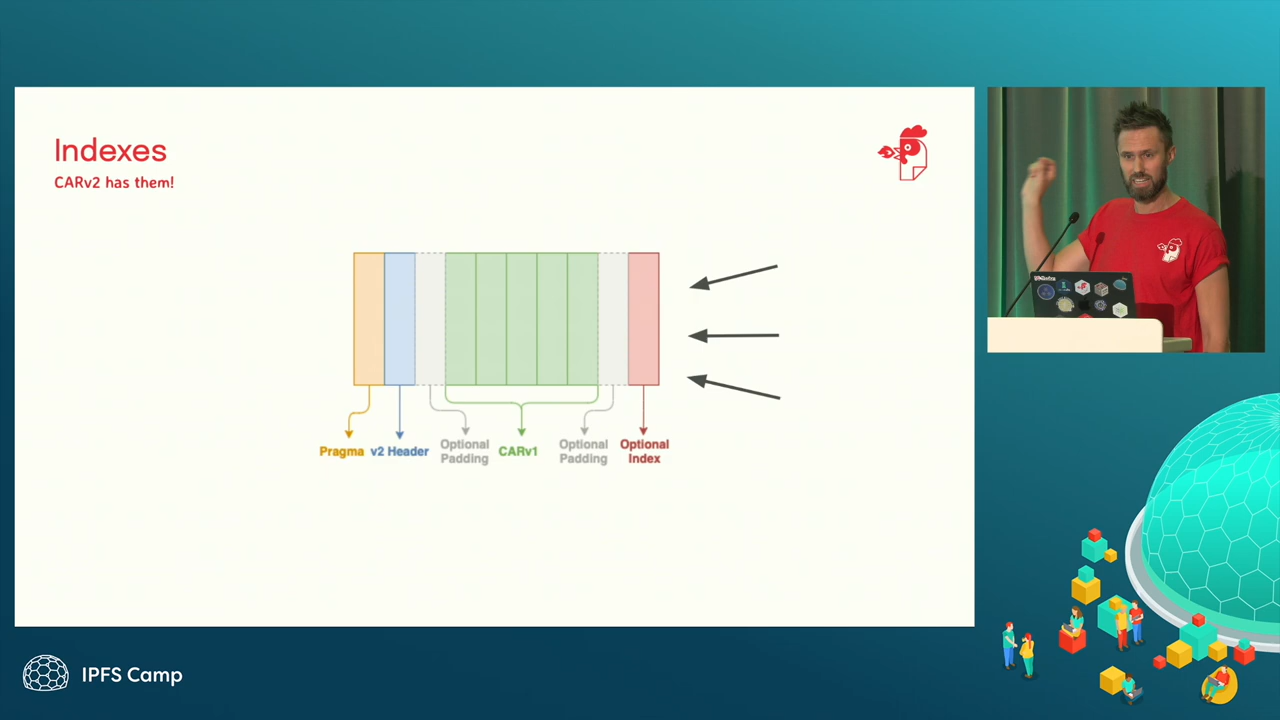 Indexes
CARv2 has them!
Pragma
v2 Header
Optional
Padding
CARv1
Optional
Padding
Optional
Index
IPFS Camp